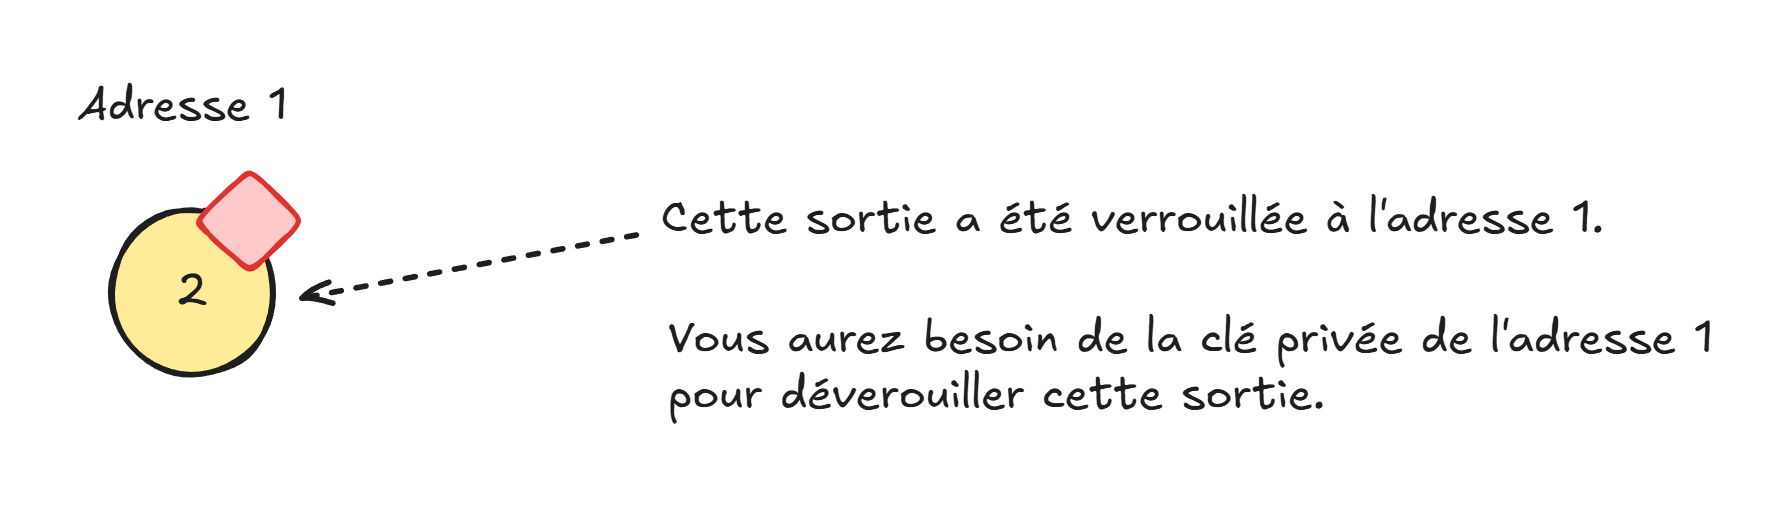 Adresse 1
2
Cette sortie a été verrouillée à l'adresse 1.
Vous aurez besoin de la clé privée de l'adresse 1
pour déverouiller cette sortie.